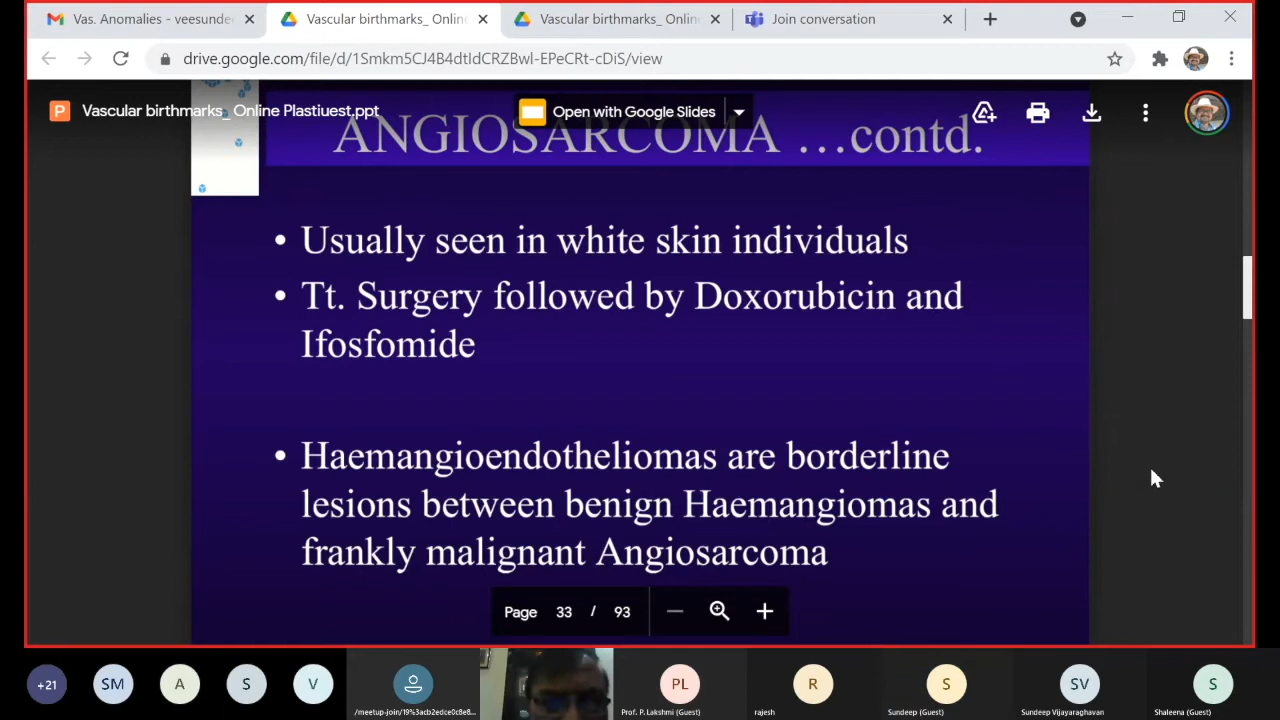 Vas. Anomalies - veesunde
Vascular birthmarks_ Onlin
Vascular birthmarks_ Onlin
Join conversation
drive.google.com/file/d/1Smkm5CJ4B4dtIdCRZBwl-EPeCRt-cDiS/view
P
Vascular birthmarks_ Online Plastiuest.ppt
Open with Google Slides
ANGIOSARCOMA …contd.
• Usually seen in white skin individuals
• Tt. Surgery followed by Doxorubicin and
Ifosfomide
• Haemangioendotheliomas are borderline
lesions between benign Haemangiomas and
frankly malignant Angiosarcoma
Page 33 / 93
+21
SM
A
S
V
PL
R
S
SV
S
/meetup-join/19%3acb2edce0c8e8...
Prof. P. Lakshmi (Guest)
rajesh
Sundeep (Guest)
Sundeep Vijayaraghavan
Shaleena (Guest)